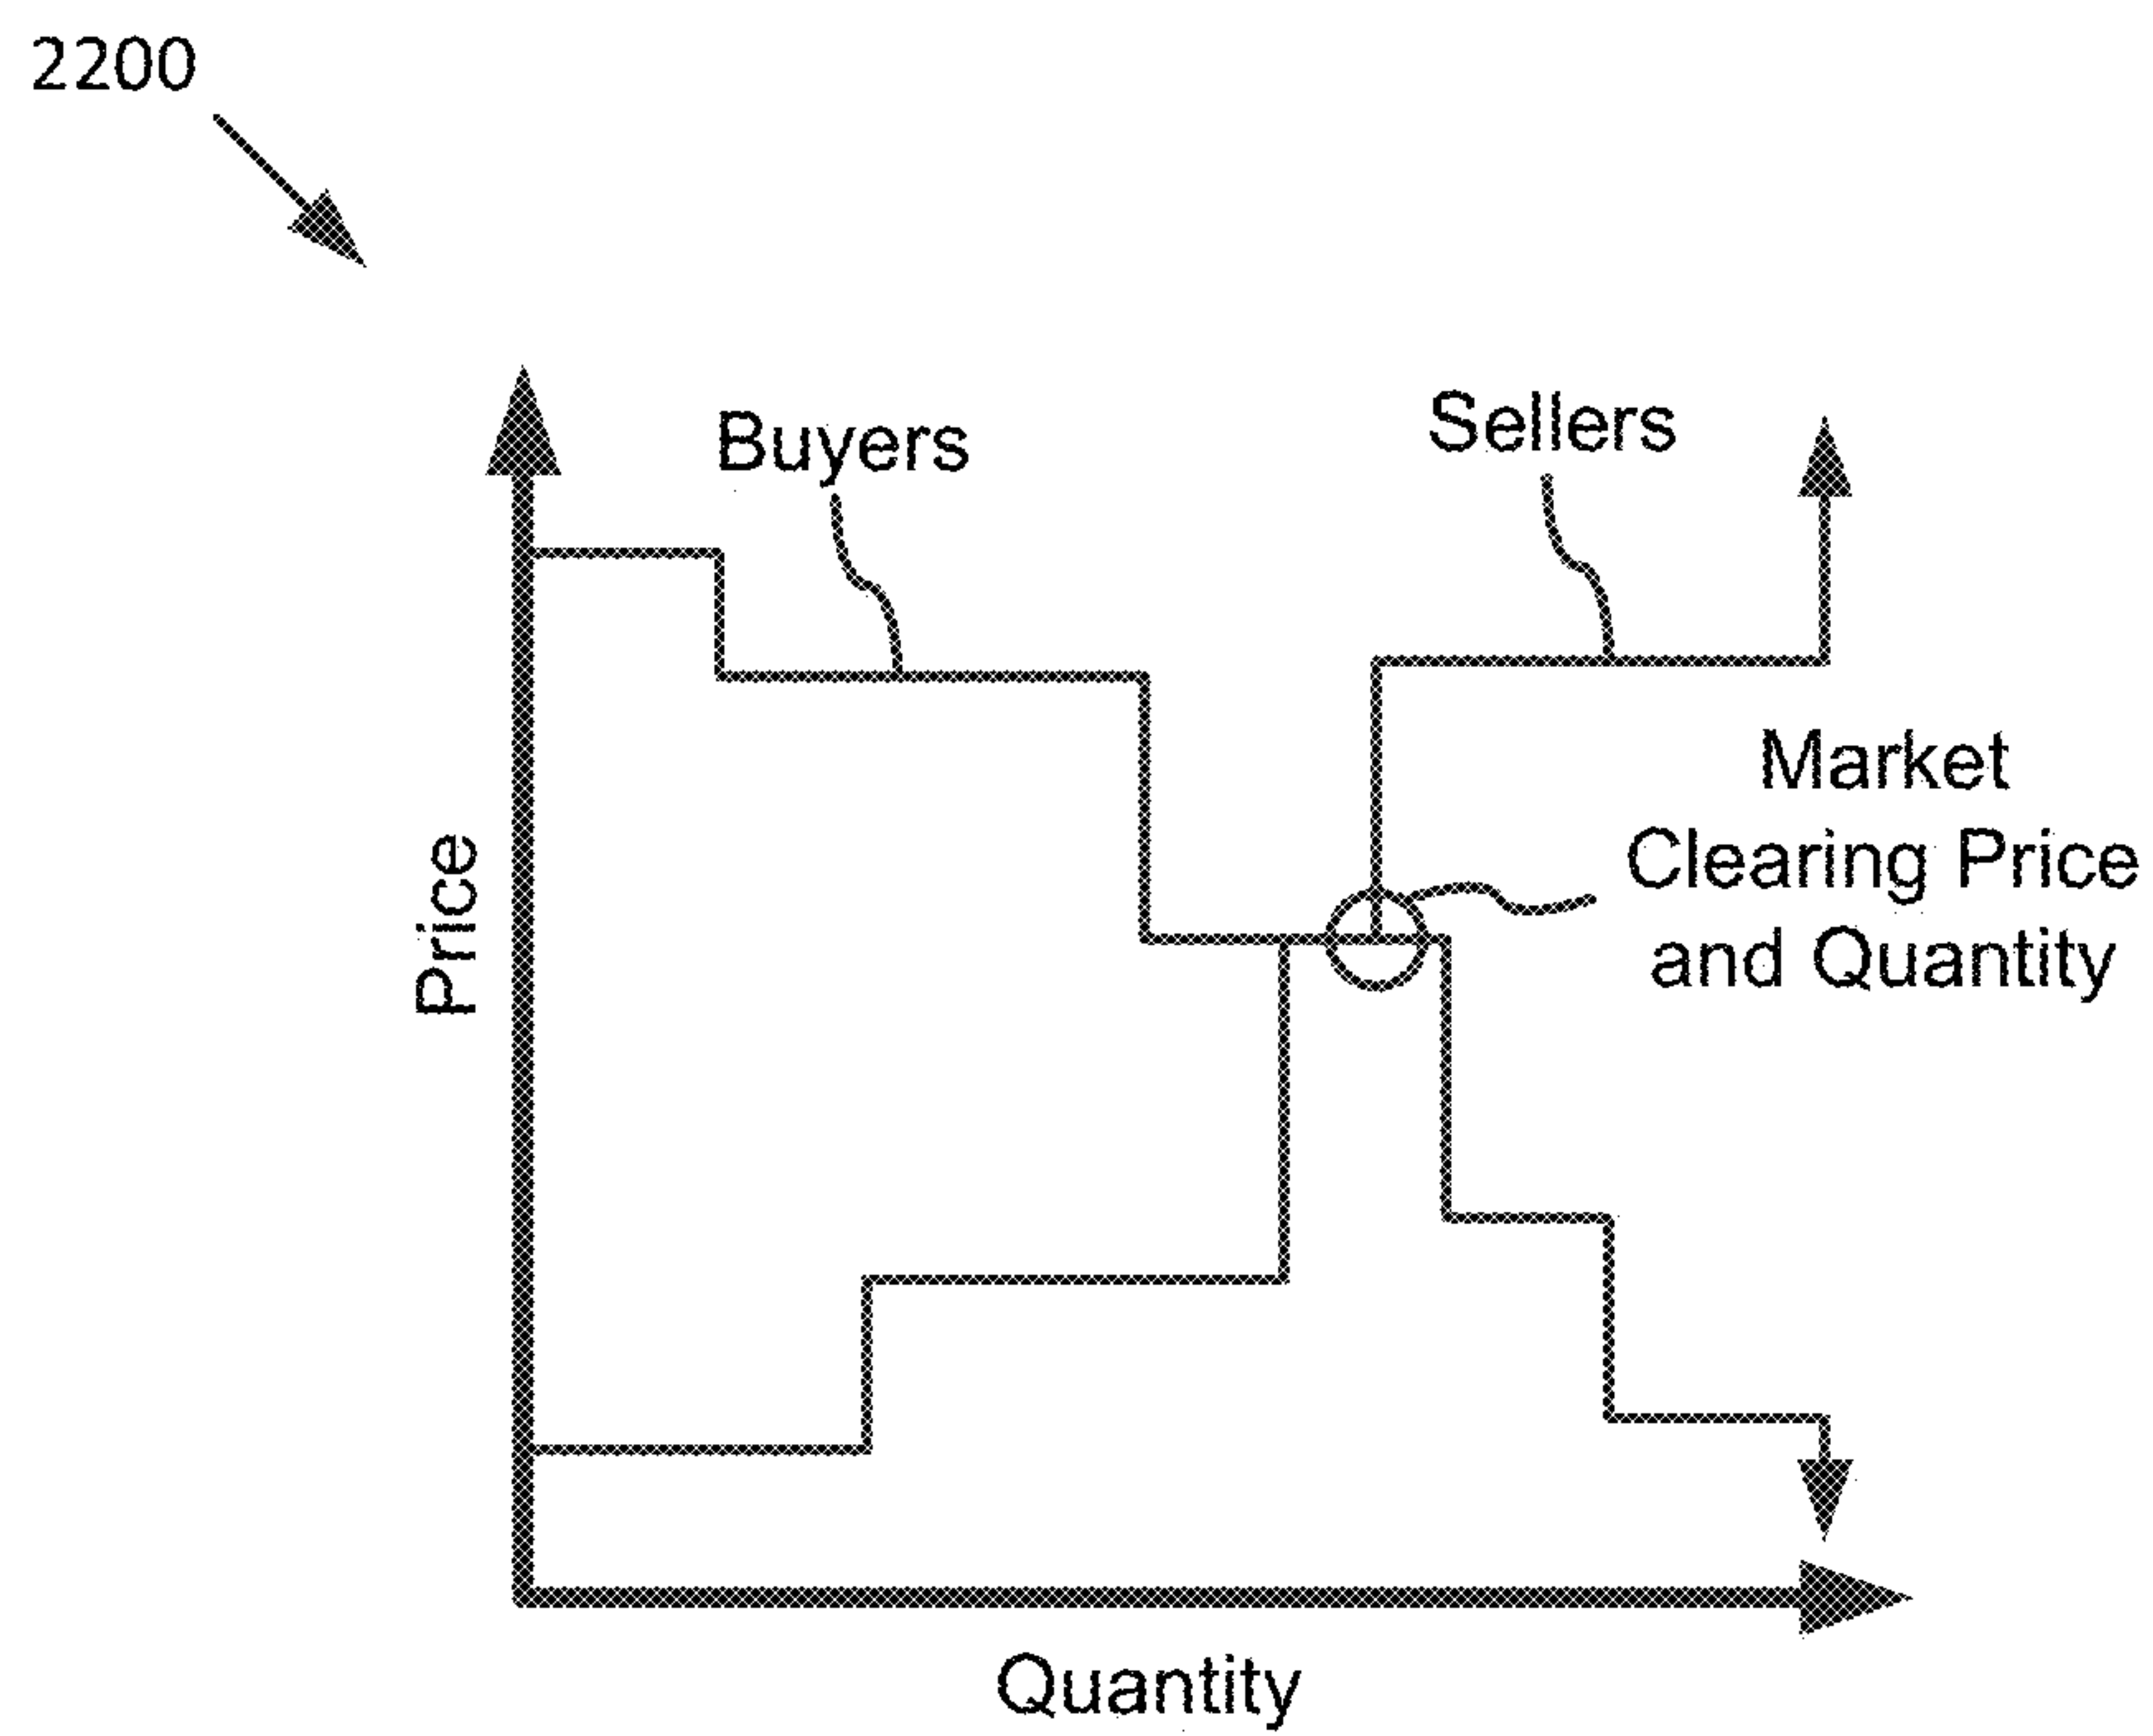 2200
Buyers
Sellers
Market
Clearing Price
and Quantity
Price
Quantity